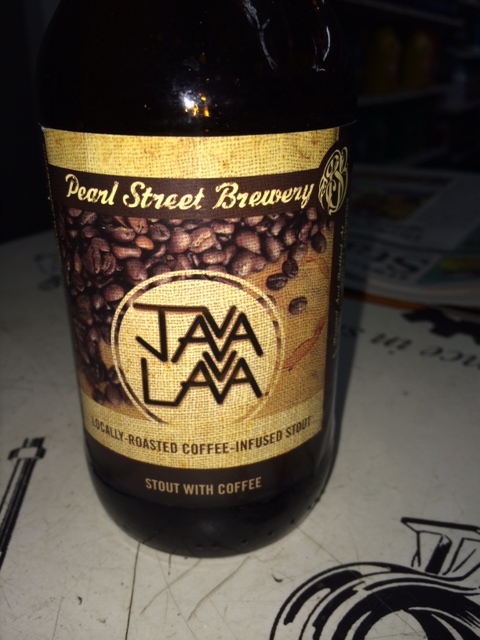 Pearl Street Brewery
JAVA
LAVA
LOCALLY-ROASTED COFFEE-INFUSED STOUT
STOUT WITH COFFEE